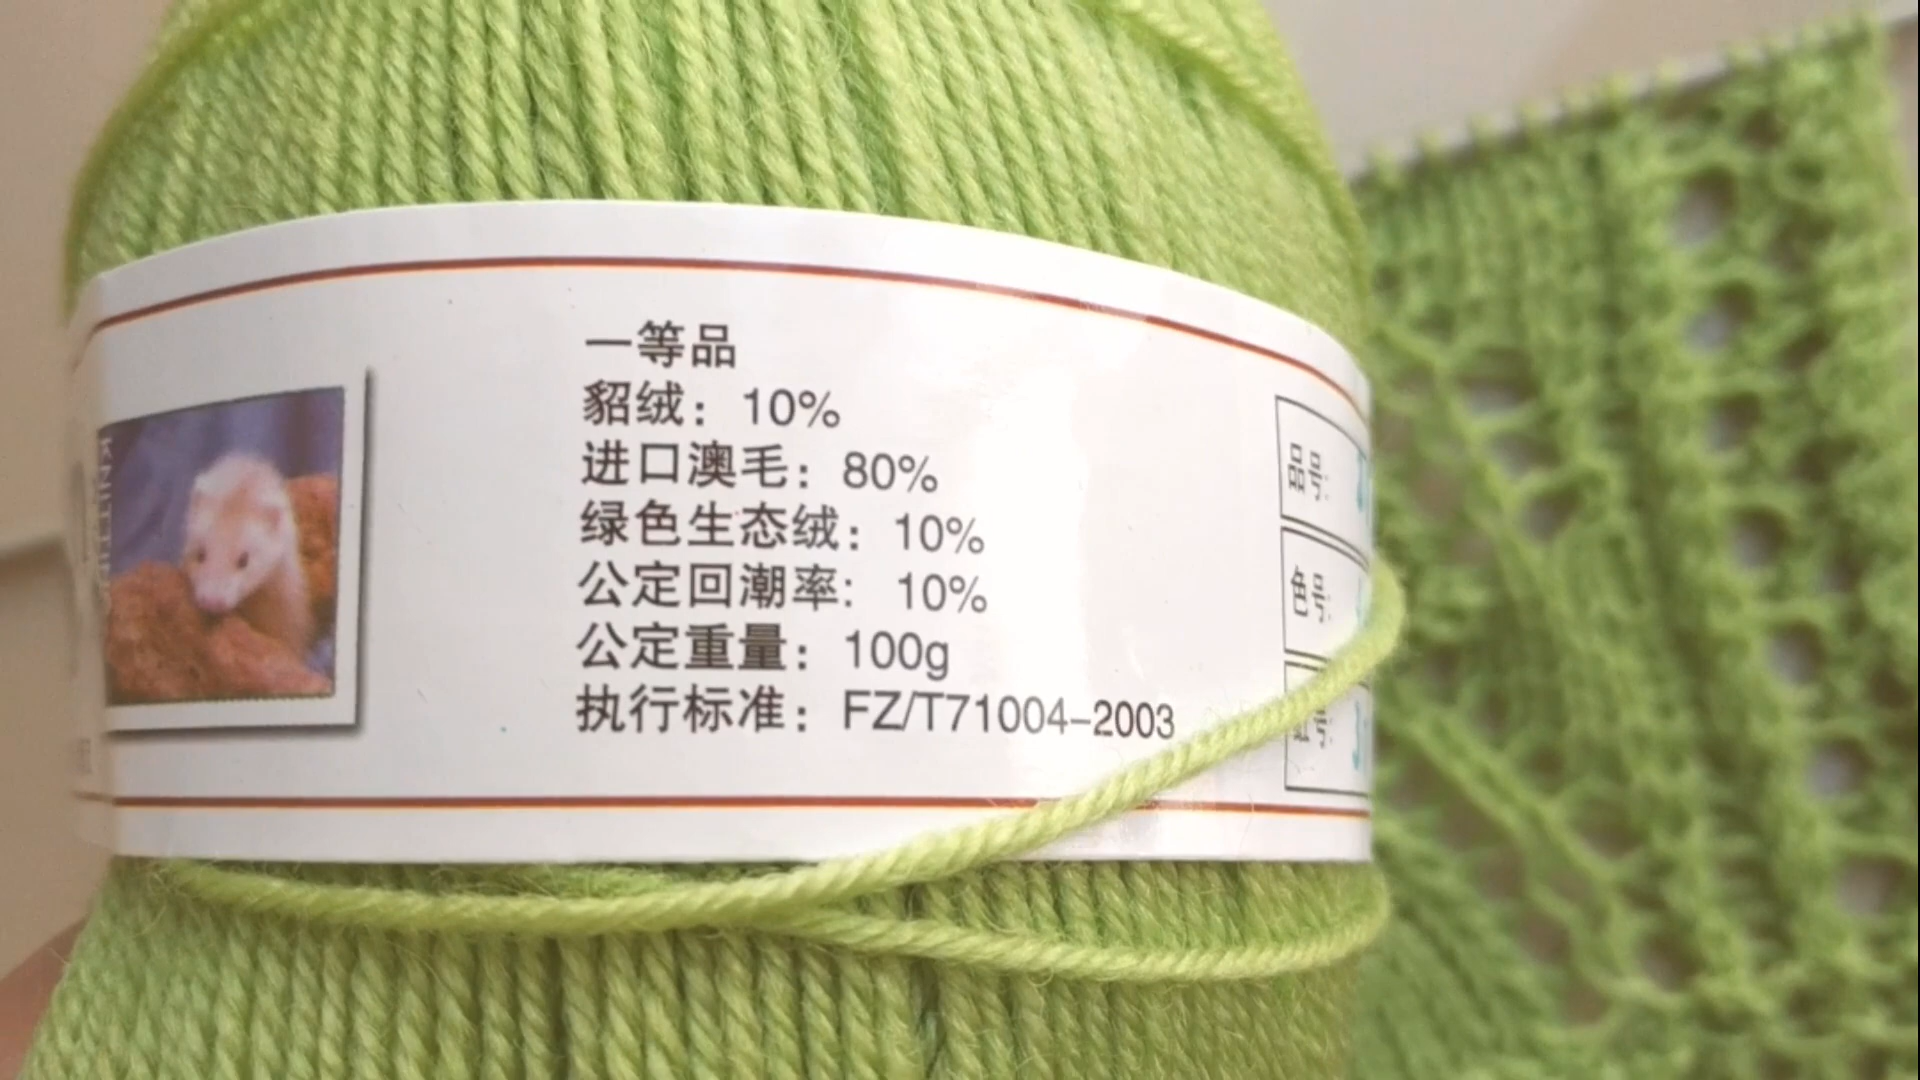 一等品
貂绒：10%
进口澳毛：80%
绿色生态绒：10%
公定回潮率：10%
公定重量：100g
执行标准：FZ/T71004-2003
品号:
色号: